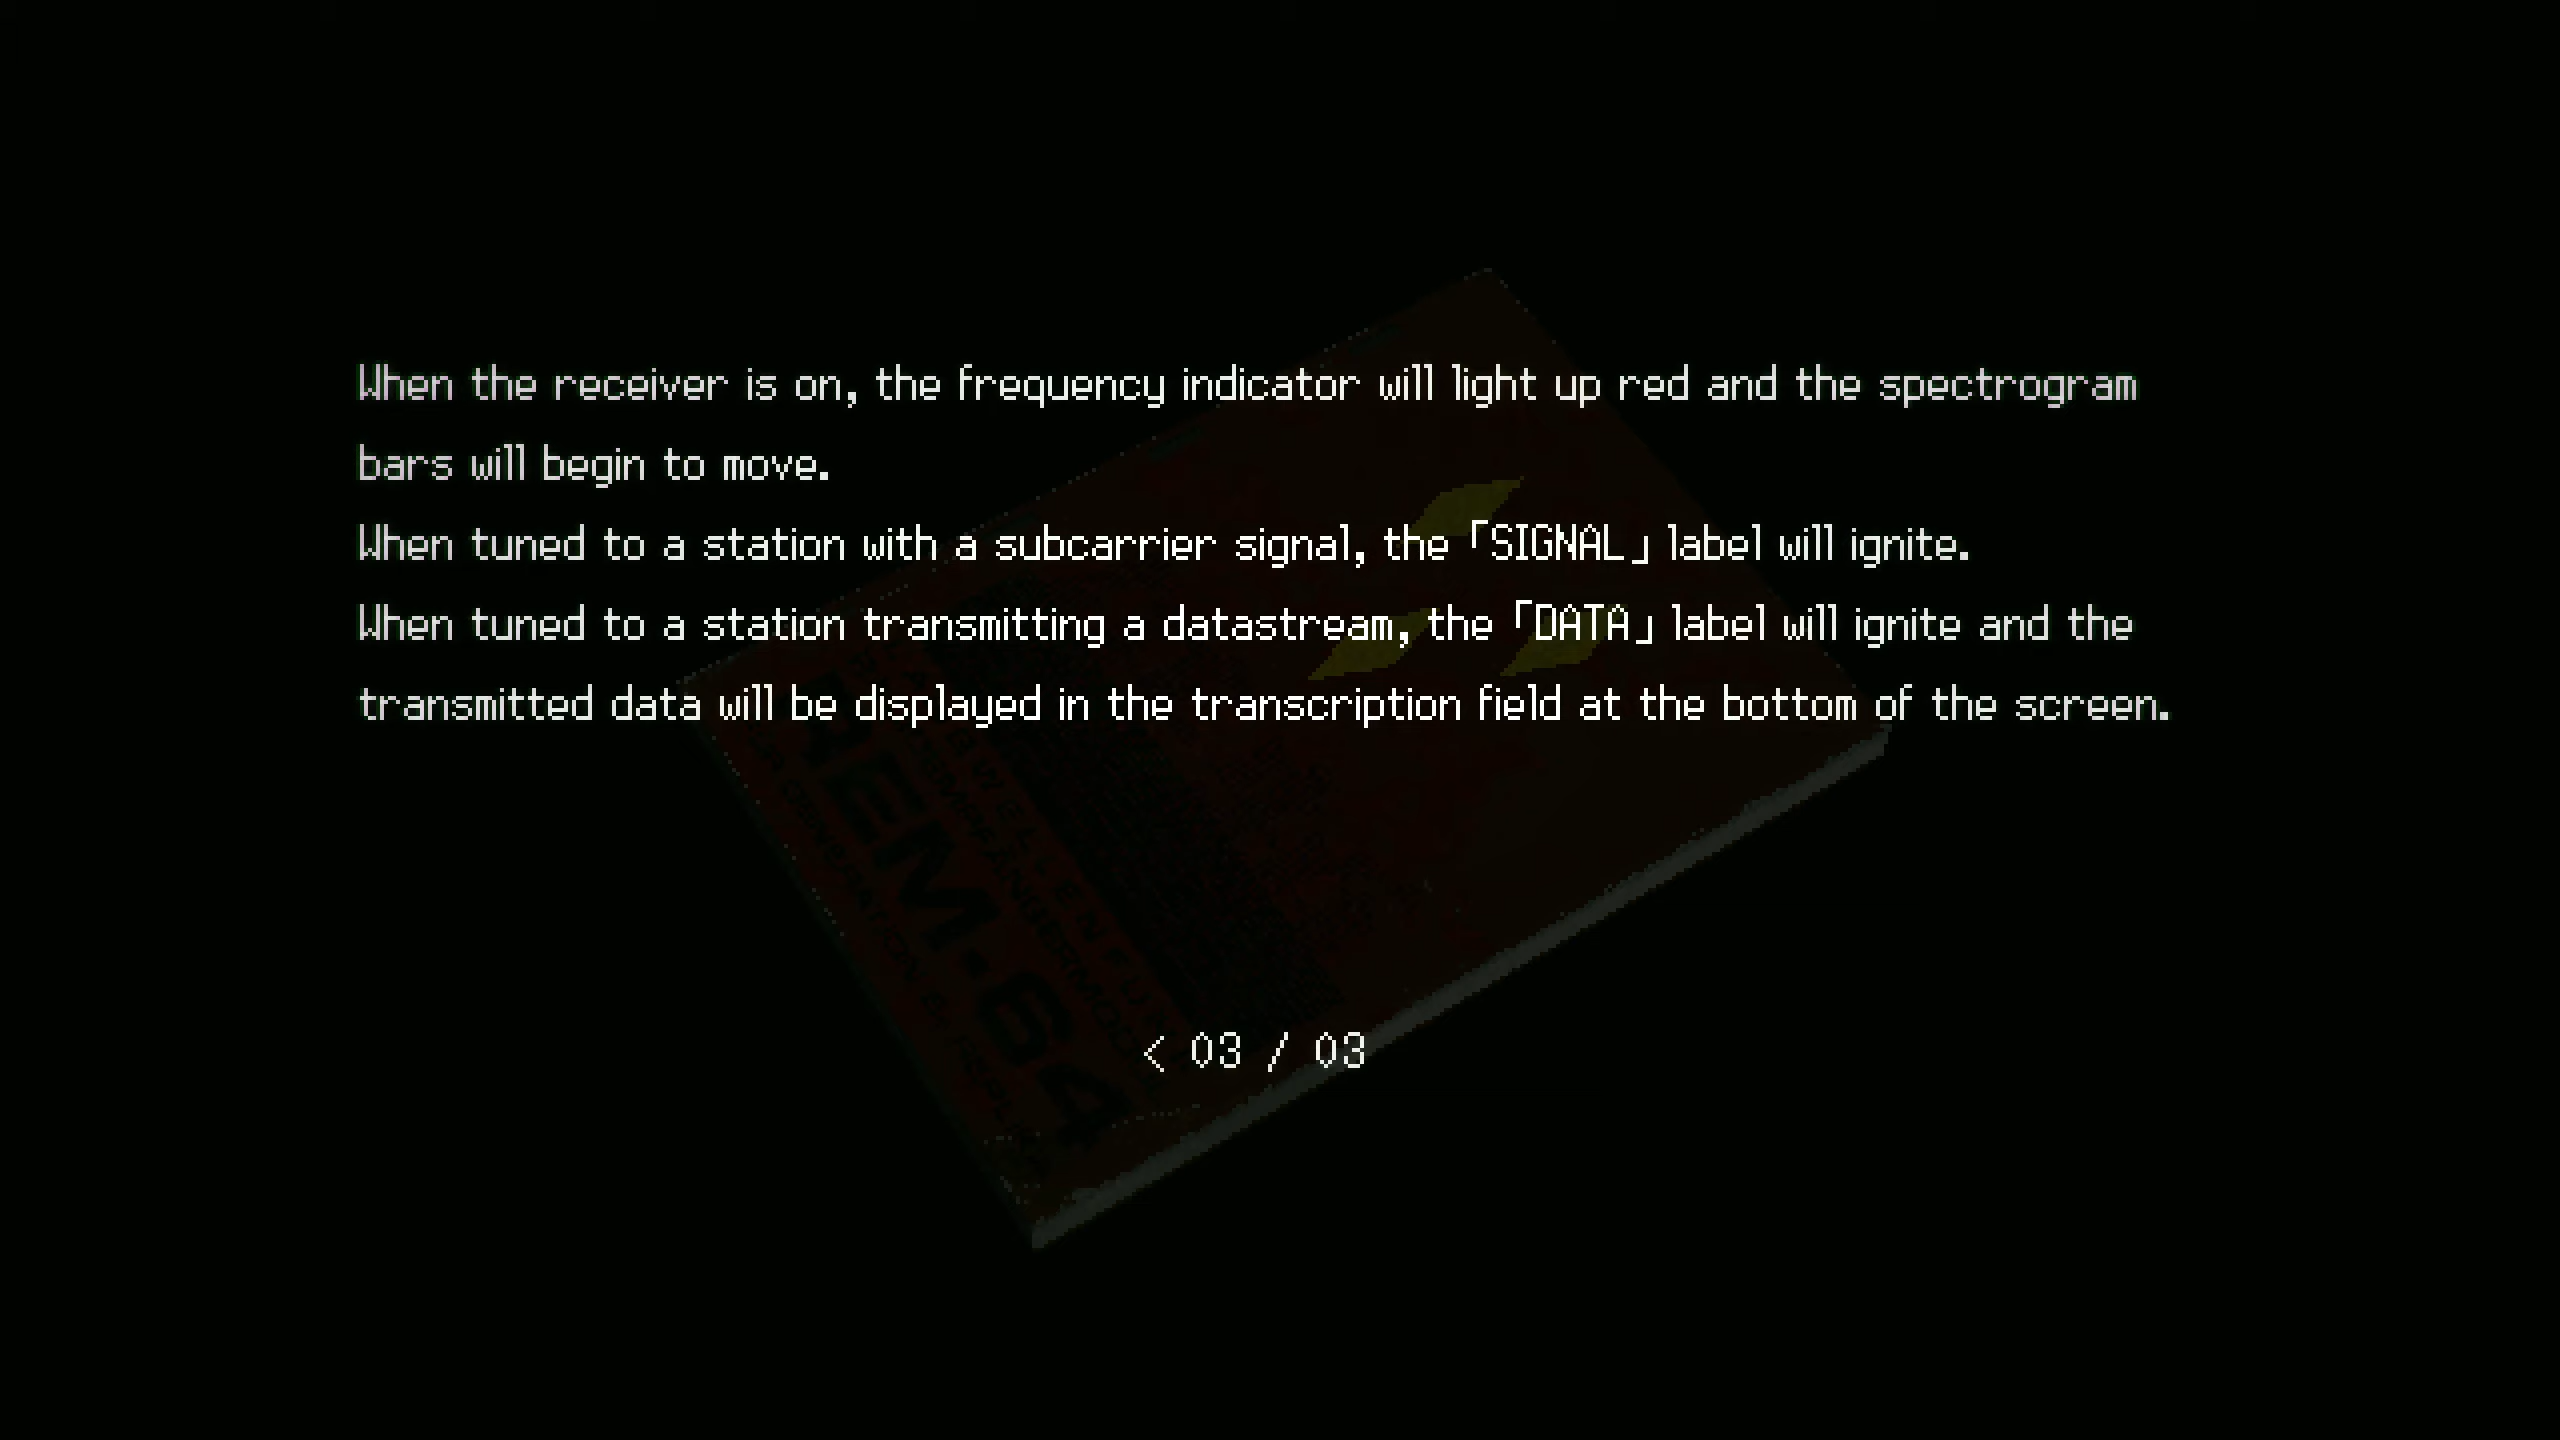 When the receiver is on, the frequency indicator will light up red and the spectrogram
bars will begin to move.
When tuned to a station with a subcarrier signal, the「SIGNAL」label will ignite.
When tuned to a station transmitting a datastream, the「DATA」label will ignite and the
transmitted data will be displayed in the transcription field at the bottom of the screen.
REM-64
< 03 / 03